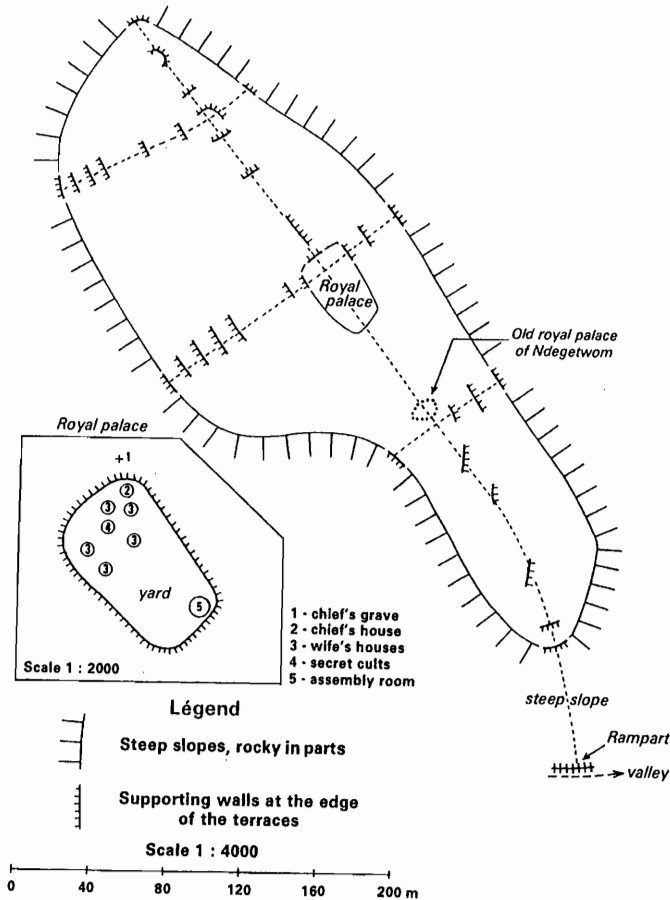 Royal
palace
Old royal palace
of Ndegetwom
Royal palace
+1
2
3
3
4
3
3
3
yard
5
Scale 1 : 2000
1 - chief's grave
2 - chief's house
3 - wife's houses
4 - secret cults
5 - assembly room
steep slope
Rampart
valley
Légend
Steep slopes, rocky in parts
Supporting walls at the edge
of the terraces
Scale 1 : 4000
0 40 80 120 160 200 m